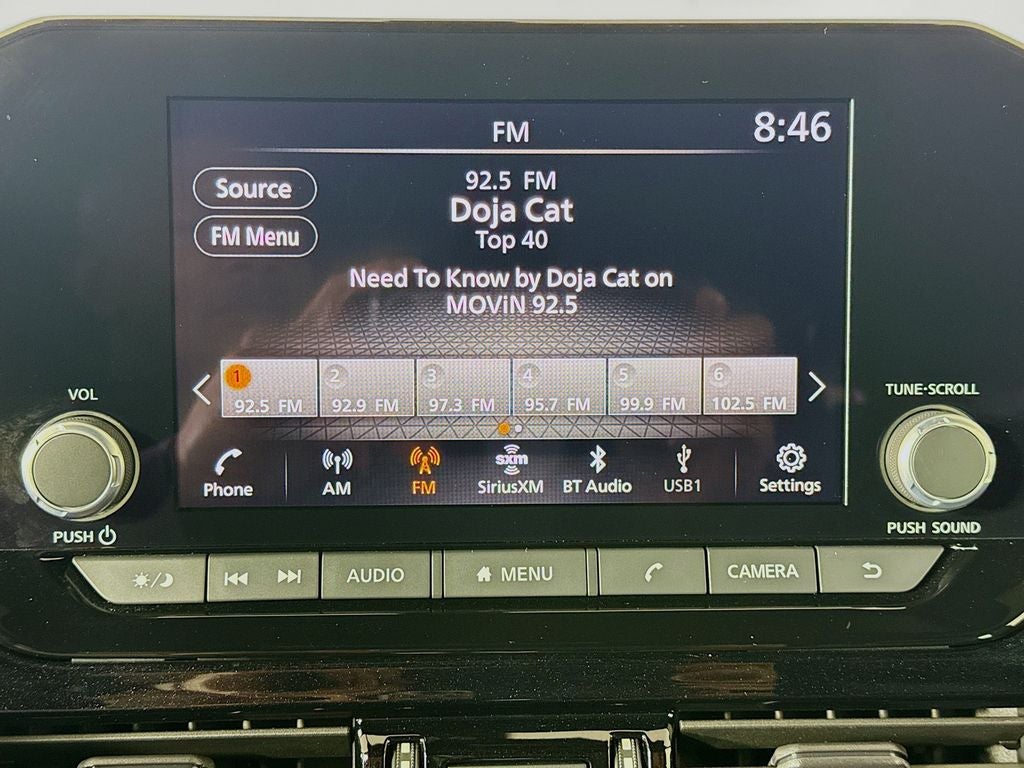 FM
8:46
Source
FM Menu
92.5 FM
Doja Cat
Top 40
Need To Know by Doja Cat on
MOViN 92.5
1 2 3 4 5 6
92.5 FM 92.9 FM 97.3 FM 95.7 FM 99.9 FM 102.5 FM
sxm
Phone AM FM SiriusXM BT Audio USB1 Settings
VOL
PUSH
TUNE·SCROLL
PUSH SOUND
AUDIO MENU CAMERA